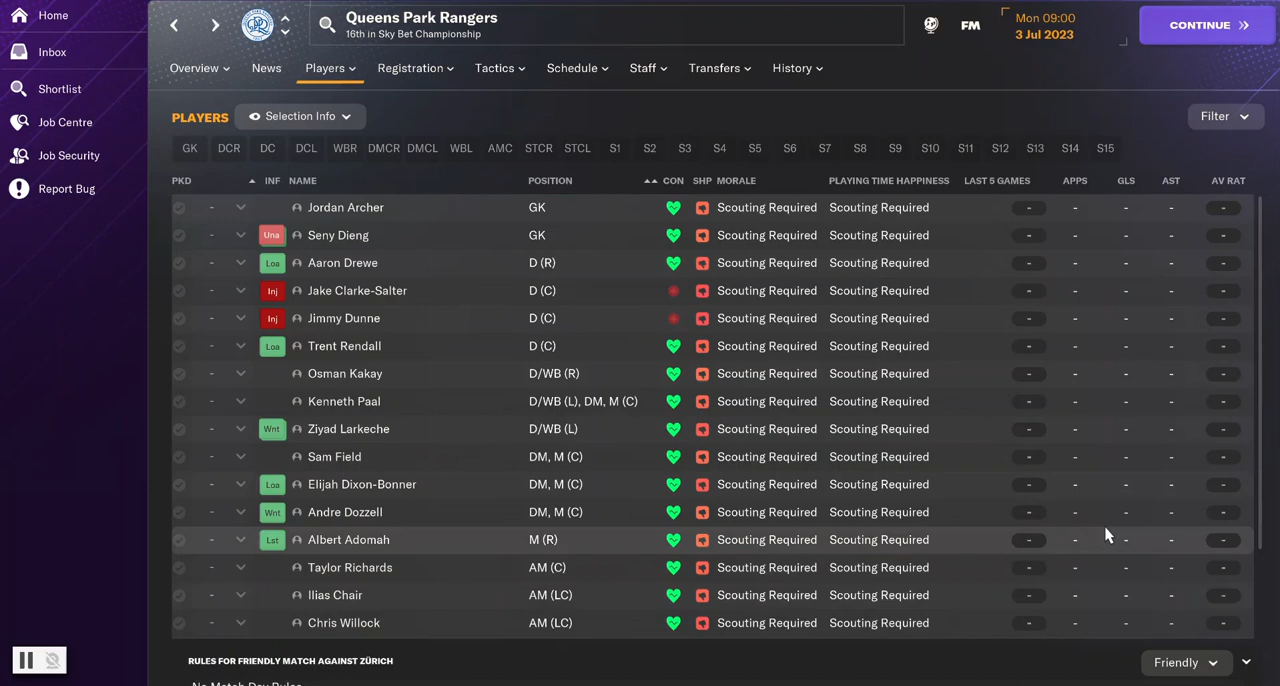 Home
Inbox
Shortlist
Job Centre
Job Security
Report Bug
Queens Park Rangers
16th in Sky Bet Championship
FM
Mon 09:00
3 Jul 2023
CONTINUE
Overview News Players Registration Tactics Schedule Staff Transfers History
PLAYERS Selection Info Filter
GK DCR DC DCL WBR DMCR DMCL WBL AMC STCR STCL S1 S2 S3 S4 S5 S6 S7 S8 S9 S10 S11 S12 S13 S14 S15
PKD INF NAME POSITION CON SHP MORALE PLAYING TIME HAPPINESS LAST 5 GAMES APPS GLS AST AV RAT
- Jordan Archer GK Scouting Required Scouting Required - - - - -
- Una Seny Dieng GK Scouting Required Scouting Required - - - - -
- Loa Aaron Drewe D (R) Scouting Required Scouting Required - - - - -
- Inj Jake Clarke-Salter D (C) Scouting Required Scouting Required - - - - -
- Inj Jimmy Dunne D (C) Scouting Required Scouting Required - - - - -
- Loa Trent Rendall D (C) Scouting Required Scouting Required - - - - -
- Osman Kakay D/WB (R) Scouting Required Scouting Required - - - - -
- Kenneth Paal D/WB (L), DM, M (C) Scouting Required Scouting Required - - - - -
- Wnt Ziyad Larkeche D/WB (L) Scouting Required Scouting Required - - - - -
- Sam Field DM, M (C) Scouting Required Scouting Required - - - - -
- Loa Elijah Dixon-Bonner DM, M (C) Scouting Required Scouting Required - - - - -
- Wnt Andre Dozzell DM, M (C) Scouting Required Scouting Required - - - - -
- Lst Albert Adomah M (R) Scouting Required Scouting Required - - - - -
- Taylor Richards AM (C) Scouting Required Scouting Required - - - - -
- Ilias Chair AM (LC) Scouting Required Scouting Required - - - - -
- Chris Willock AM (LC) Scouting Required Scouting Required - - - - -
RULES FOR FRIENDLY MATCH AGAINST ZÜRICH Friendly
No Match Day Rules